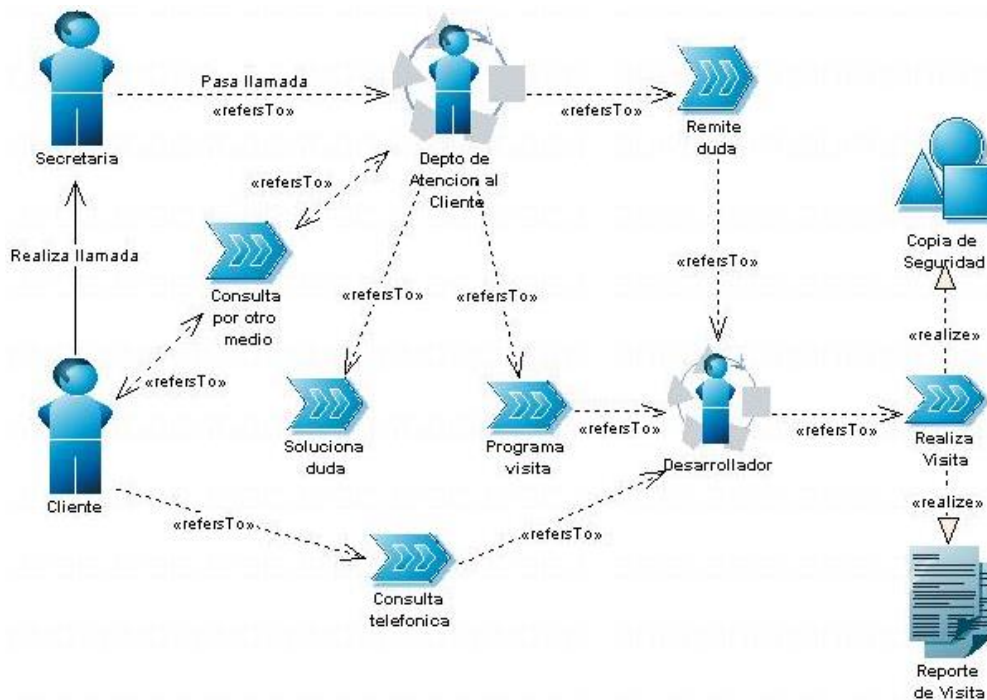 Pasa llamada
«refersTo»
«refersTo»
Secretaria
Depto de
Atencion al
Cliente
Remite
duda
«refersTo»
Realiza llamada
Consulta
por otro
medio
«refersTo»
«refersTo»
«refersTo»
Copia de
Seguridad
«refersTo»
«realize»
Soluciona
duda
Programa
visita
«refersTo»
Desarrollador
«refersTo»
Realiza
Visita
Cliente
«refersTo»
«refersTo»
«realize»
Consulta
telefonica
Reporte
de Visita